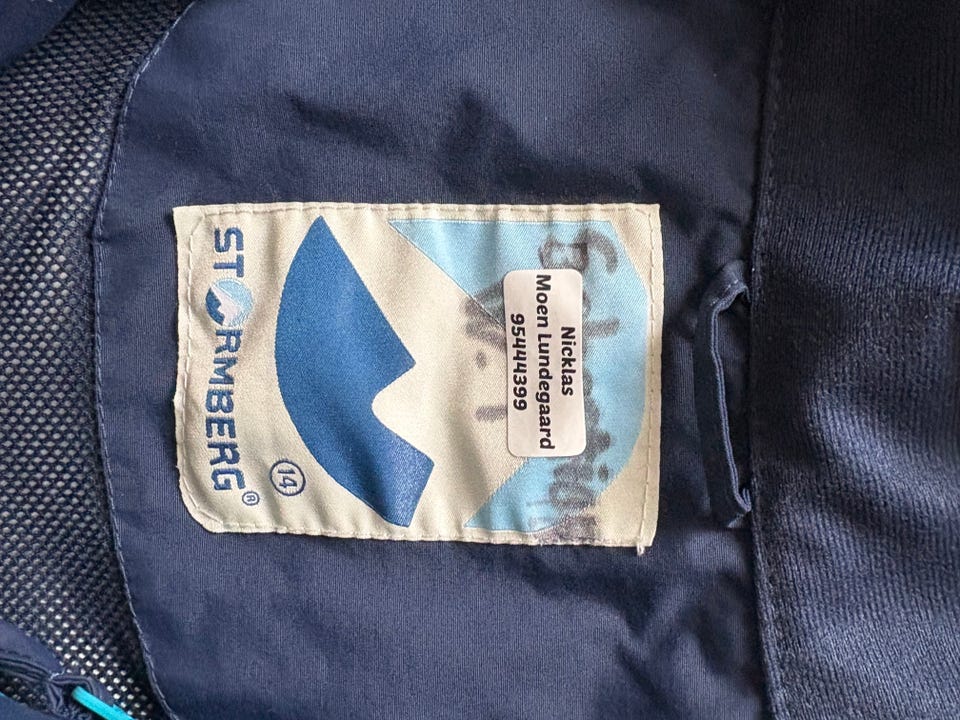 Nicklas
Moen Lundegaard
95444399
14
STORMBERG®